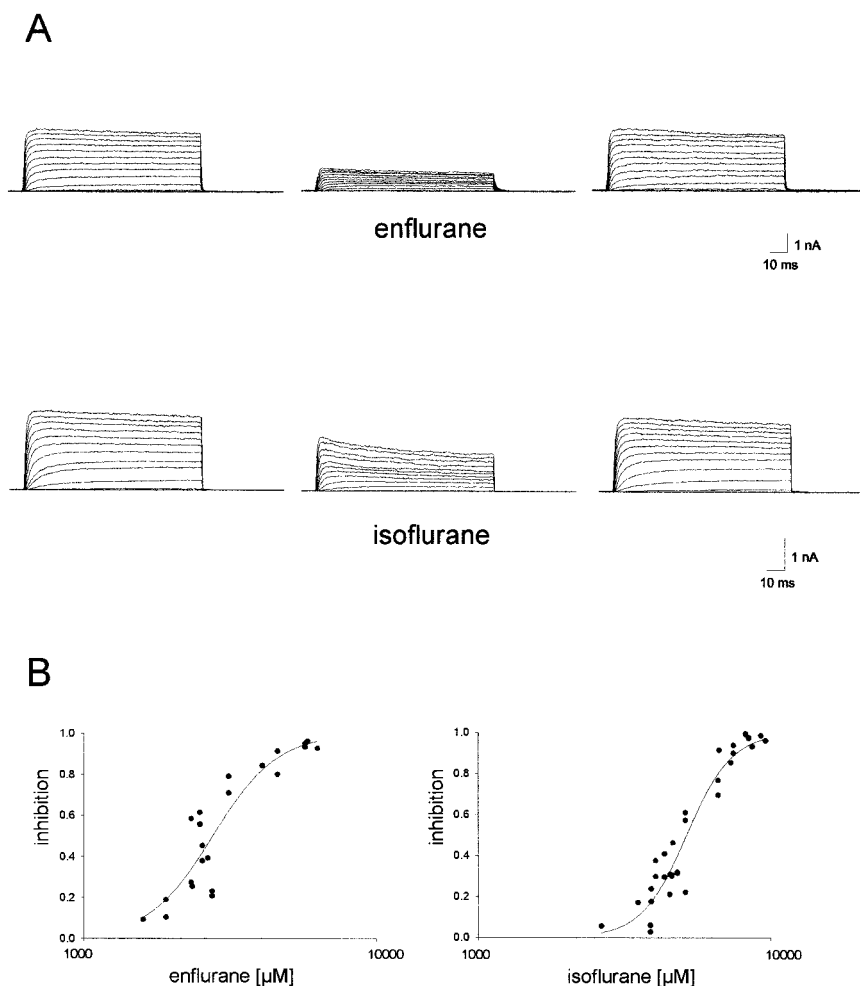 A
enflurane
1 nA
10 ms
isoflurane
1 nA
10 ms
B
1.0
0.8
0.6
0.4
0.2
0.0
inhibition
1000
10000
enflurane [µM]
1.0
0.8
0.6
0.4
0.2
0.0
inhibition
1000
10000
isoflurane [µM]